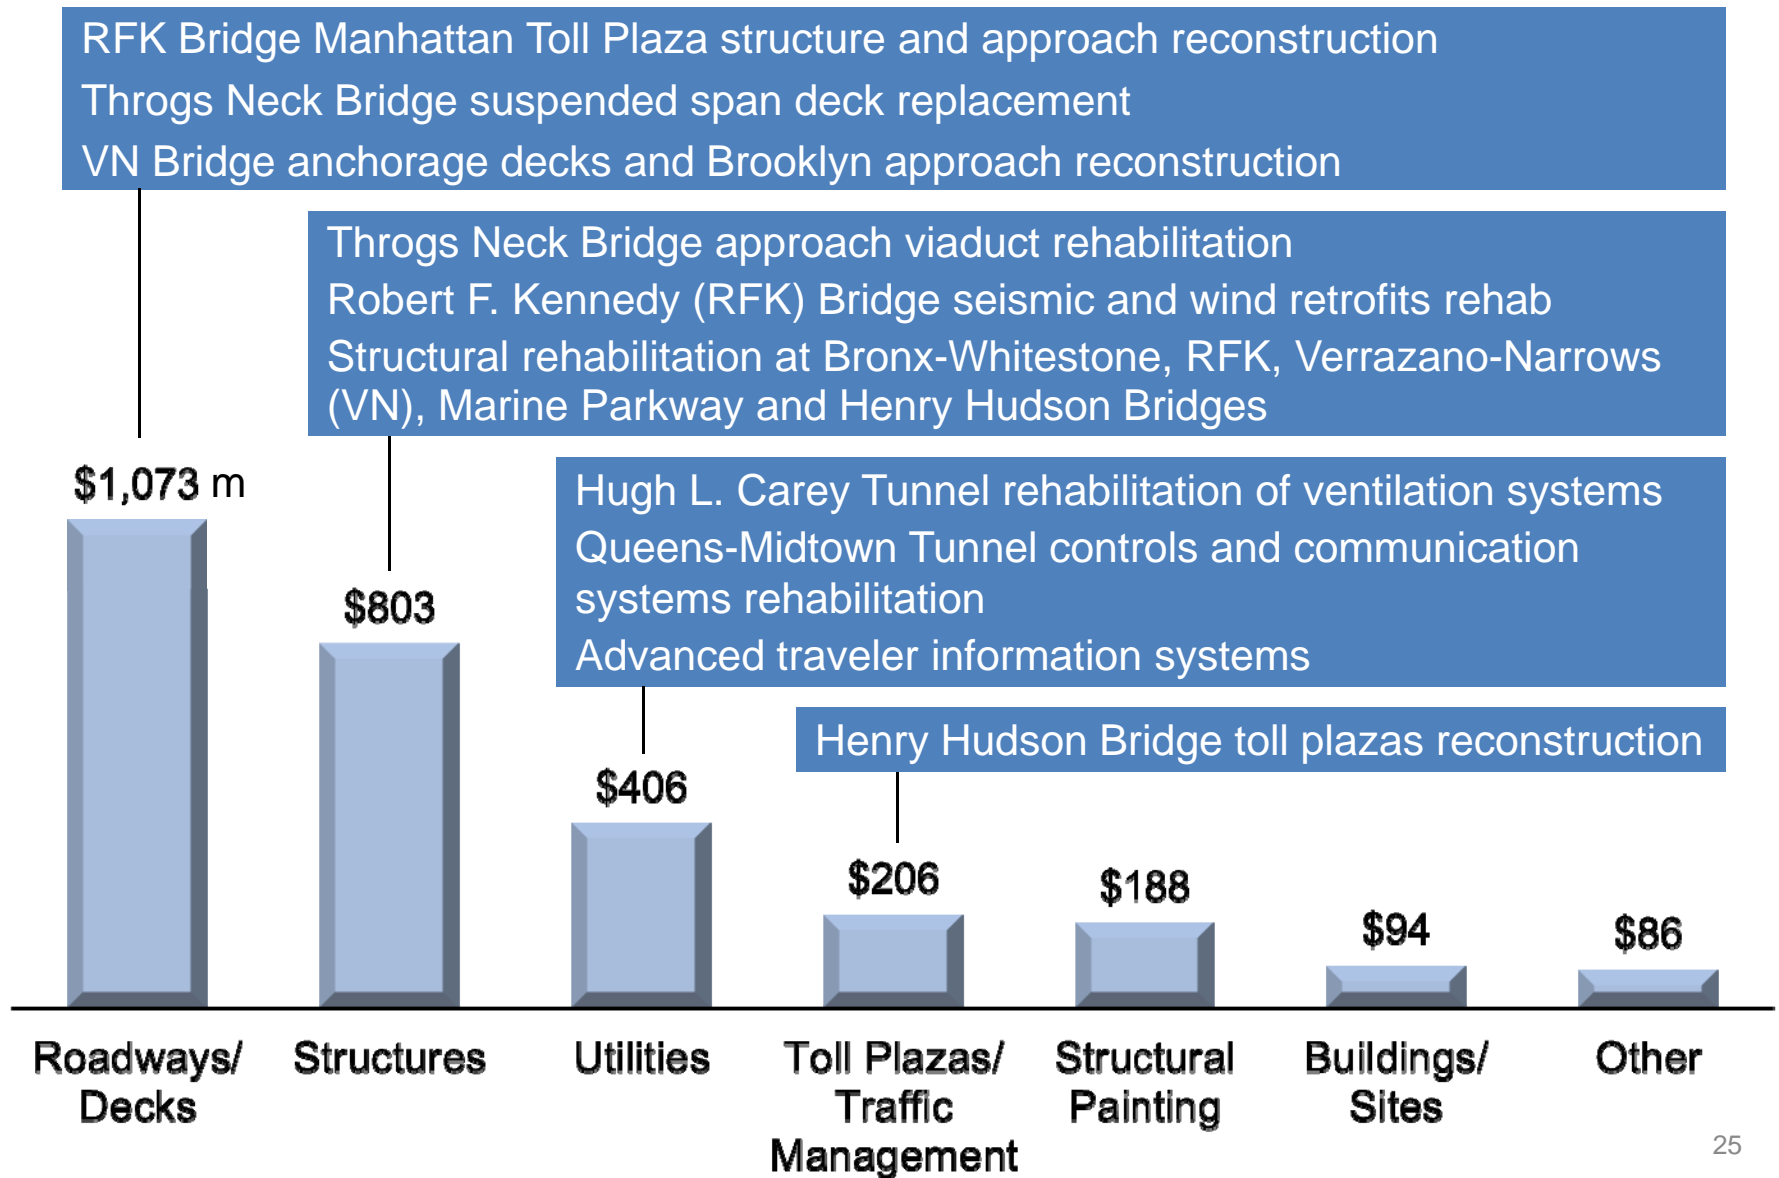 RFK Bridge Manhattan Toll Plaza structure and approach reconstruction
Throgs Neck Bridge suspended span deck replacement
VN Bridge anchorage decks and Brooklyn approach reconstruction
Throgs Neck Bridge approach viaduct rehabilitation
Robert F. Kennedy (RFK) Bridge seismic and wind retrofits rehab
Structural rehabilitation at Bronx-Whitestone, RFK, Verrazano-Narrows
(VN), Marine Parkway and Henry Hudson Bridges
$1,073 m
Hugh L. Carey Tunnel rehabilitation of ventilation systems
Queens-Midtown Tunnel controls and communication
systems rehabilitation
Advanced traveler information systems
$803
Henry Hudson Bridge toll plazas reconstruction
$406
$206
$188
$94
$86
Roadways/
Decks
Structures
Utilities
Toll Plazas/
Traffic
Management
Structural
Painting
Buildings/
Sites
Other
25